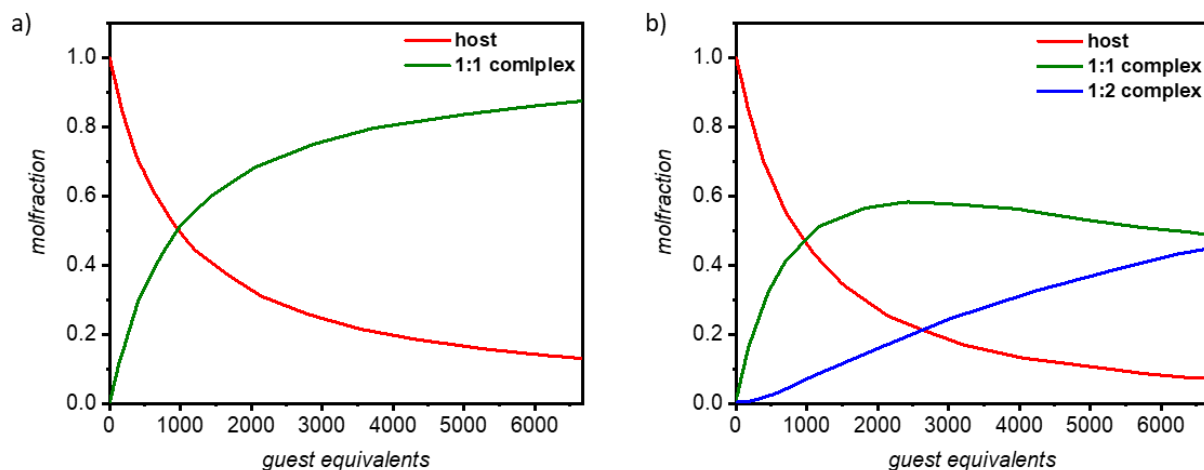 a)
host
1:1 comlplex
1.0
0.8
0.6
0.4
0.2
0.0
molfraction
0 1000 2000 3000 4000 5000 6000
guest equivalents
b)
host
1:1 complex
1:2 complex
1.0
0.8
0.6
0.4
0.2
0.0
molfraction
0 1000 2000 3000 4000 5000 6000
guest equivalents